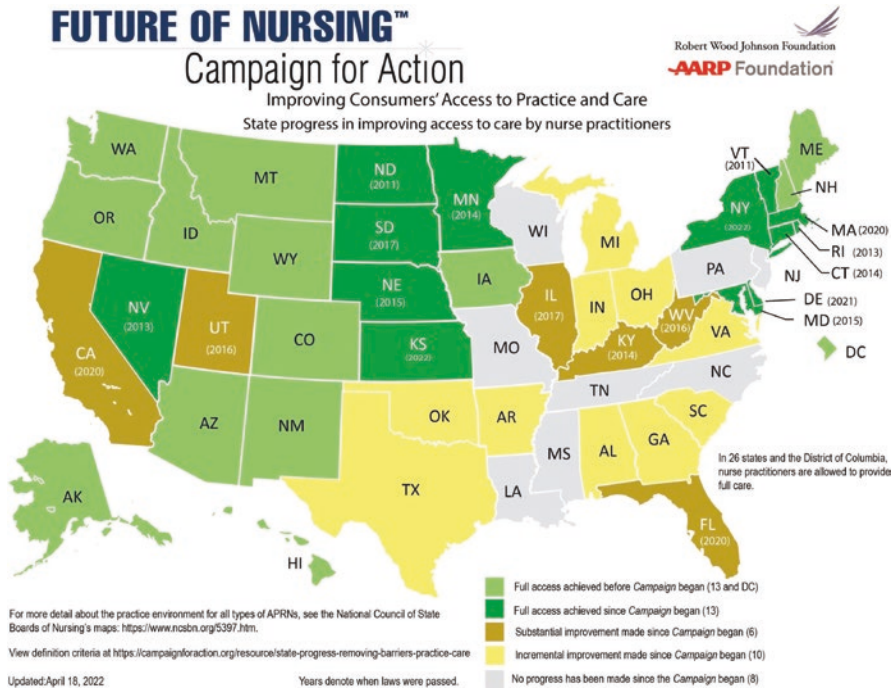 FUTURE OF NURSING™
Campaign for Action
Robert Wood Johnson Foundation
AARP Foundation
Improving Consumers' Access to Practice and Care
State progress in improving access to care by nurse practitioners
WA
MT
ND
(2011)
MN
(2014)
VT
(2011)
ME
NH
OR
ID
SD
(2017)
WI
NY
(2022)
MA (2020)
RI (2013)
CT (2014)
WY
MI
PA
NJ
NE
(2015)
IA
DE (2021)
MD (2015)
NV
(2013)
UT
(2016)
IL
(2017)
IN
OH
WV
(2016)
VA
CA
(2020)
CO
KS
(2022)
MO
KY
(2014)
DC
NC
TN
AZ
NM
OK
AR
SC
MS
AL
GA
In 26 states and the District of Columbia,
nurse practitioners are allowed to provide
full care.
TX
LA
AK
FL
(2020)
HI
Full access achieved before Campaign began (13 and DC)
Full access achieved since Campaign began (13)
Substantial improvement made since Campaign began (6)
Incremental improvement made since Campaign began (10)
No progress has been made since the Campaign began (8)
For more detail about the practice environment for all types of APRNs, see the National Council of State
Boards of Nursing's maps: https://www.ncsbn.org/5397.htm.
View definition criteria at https://campaignforaction.org/resource/state-progress-removing-barriers-practice-care
Updated:April 18, 2022
Years denote when laws were passed.